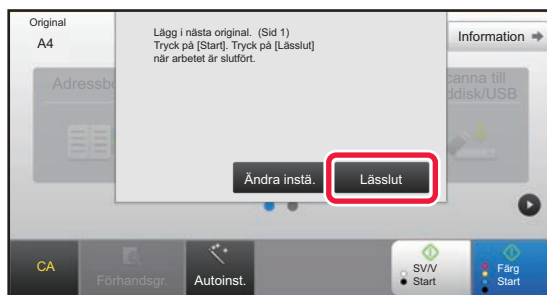 Original
A4
Lägg i nästa original. (Sid 1)
Tryck på [Start]. Tryck på [Lässlut]
när arbetet är slutfört.
Information
Adressb
canna till
ddisk/USB
Ändra instä.
Lässlut
CA
Förhandsgr.
Autoinst.
SV/V
Start
Färg
Start